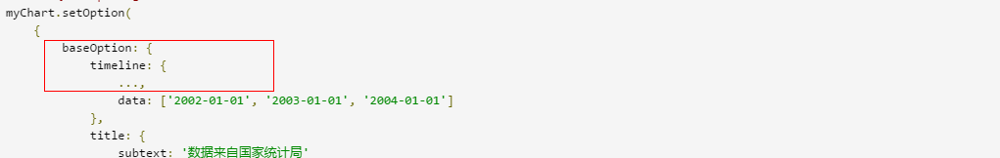 myChart.setOption(
{
baseOption: {
timeline: {
...,
data: ['2002-01-01', '2003-01-01', '2004-01-01']
},
title: {
subtext: '数据来自国家统计局'